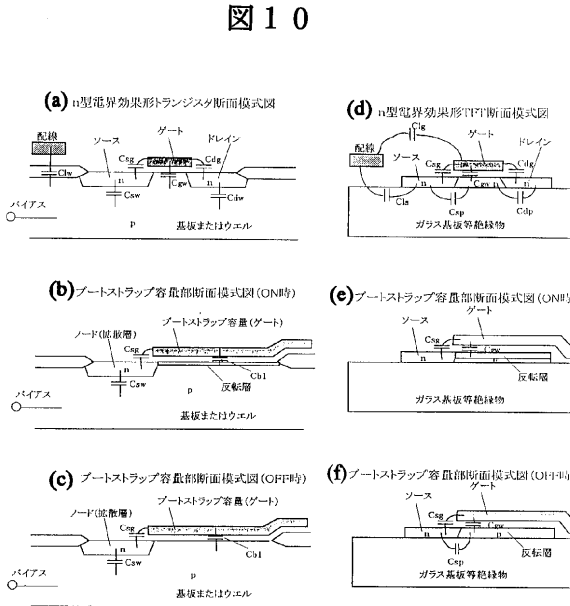 図10
(a) n型電界効果形トランジスタ断面模式図
配線
ソース
ゲート
ドレイン
Csg
Cdg
Clw
n
Cgw
n
Csw
Cdw
バイアス
p
基板またはウエル
(b) ブートストラップ容量部断面模式図(ON時)
ノード(拡散層)
ブートストラップ容量(ゲート)
Csg
n
Cb1
Csw
反転層
バイアス
p
基板またはウエル
(c) ブートストラップ容量部断面模式図(OFF時)
ノード(拡散層)
ブートストラップ容量(ゲート)
Csg
n
Cb1
Csw
バイアス
p
基板またはウエル
(d) n型電界効果形TFT断面模式図
Clg
配線
ゲート
ソース
ドレイン
Csg
Cdg
n
Cgw
n
Cls
Csp
Cdp
ガラス基板等絶縁物
(e) ブートストラップ容量部断面模式図(ON時
ゲート
ソース
Csg
Cgw
n
反転層
ガラス基板等絶縁物
(f) ブートストラップ容量部断面模式図(OFF時
ソース
ゲート
Csg
Cgw
n
p
反転層
Csp
ガラス基板等絶縁物